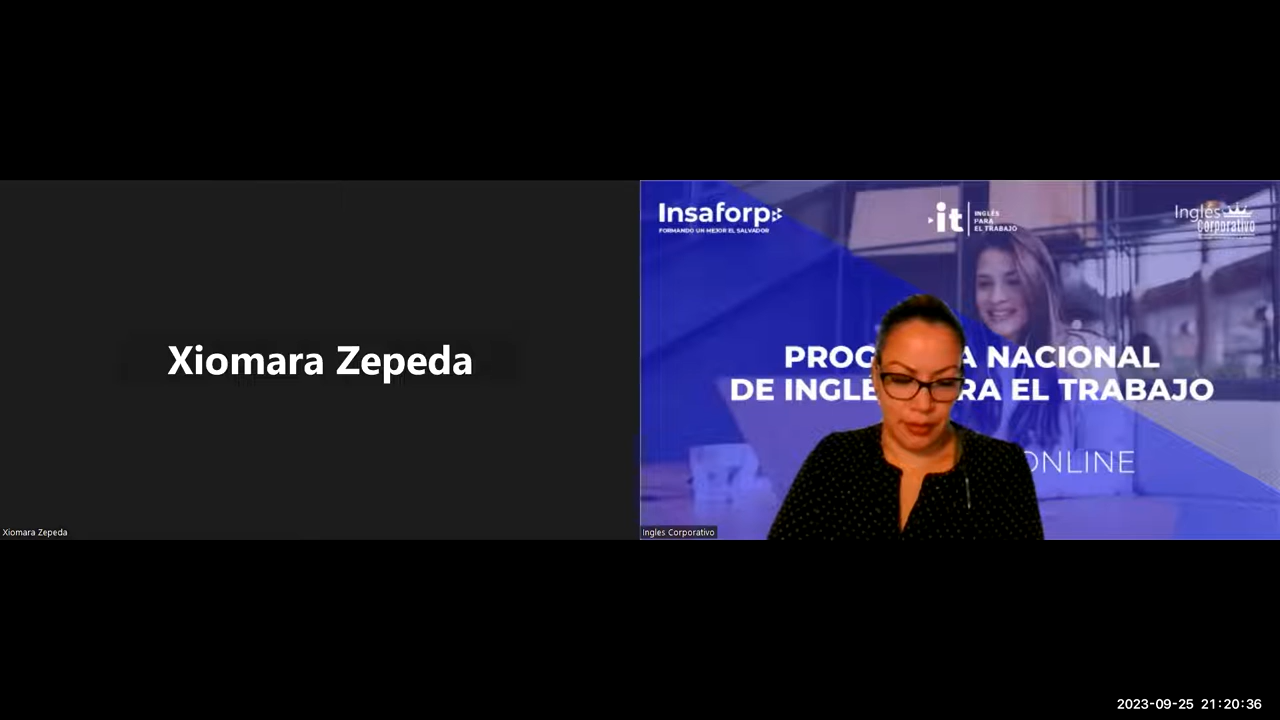 Xiomara Zepeda
Xiomara Zepeda
Insaforp
FORMANDO UN MEJOR EL SALVADOR
it
INGLÉS
PARA
EL TRABAJO
Inglés
Corporativo
PROG A NACIONAL
DE INGLÉ RA EL TRABAJO
ONLINE
Ingles Corporativo
2023-09-25 21:20:36